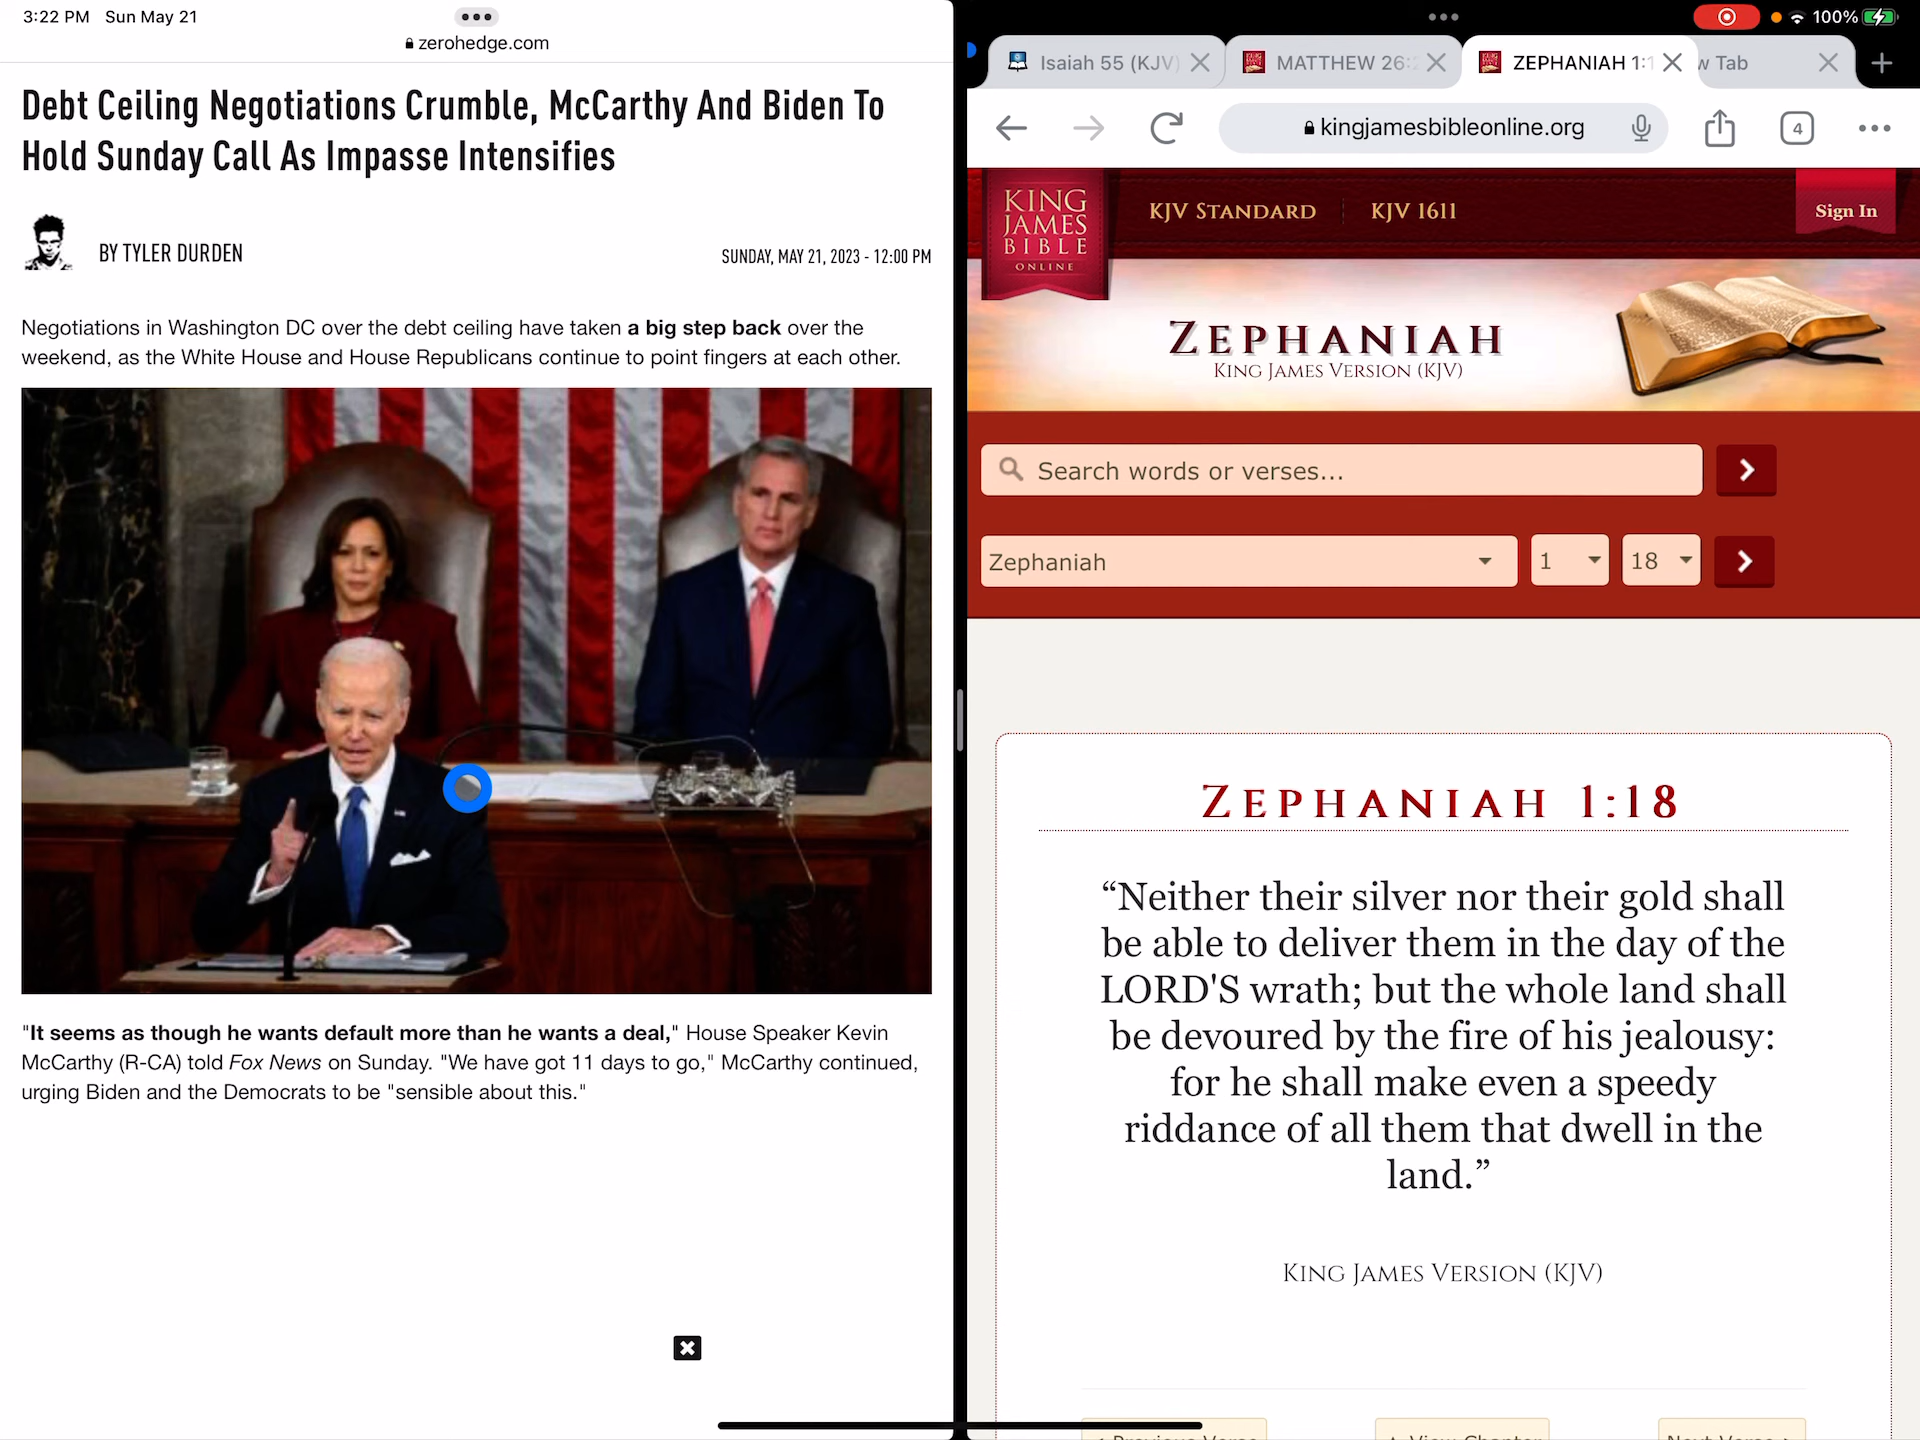 3:22 PM Sun May 21
zerohedge.com
Debt Ceiling Negotiations Crumble, McCarthy And Biden To
Hold Sunday Call As Impasse Intensifies
BY TYLER DURDEN
SUNDAY, MAY 21, 2023 - 12:00 PM
Negotiations in Washington DC over the debt ceiling have taken a big step back over the
weekend, as the White House and House Republicans continue to point fingers at each other.
"It seems as though he wants default more than he wants a deal," House Speaker Kevin
McCarthy (R-CA) told Fox News on Sunday. "We have got 11 days to go," McCarthy continued,
urging Biden and the Democrats to be "sensible about this."
100%
Isaiah 55 (KJV)
MATTHEW 26:
ZEPHANIAH 1:1
w Tab
kingjamesbibleonline.org
4
KING
JAMES
BIBLE
ONLINE
KJV STANDARD
KJV 1611
Sign In
ZEPHANIAH
KING JAMES VERSION (KJV)
Search words or verses...
Zephaniah
1
18
ZEPHANIAH 1:18
“Neither their silver nor their gold shall
be able to deliver them in the day of the
LORD'S wrath; but the whole land shall
be devoured by the fire of his jealousy:
for he shall make even a speedy
riddance of all them that dwell in the
land.”
KING JAMES VERSION (KJV)
Previous Verse
View Chapter
Next Verse